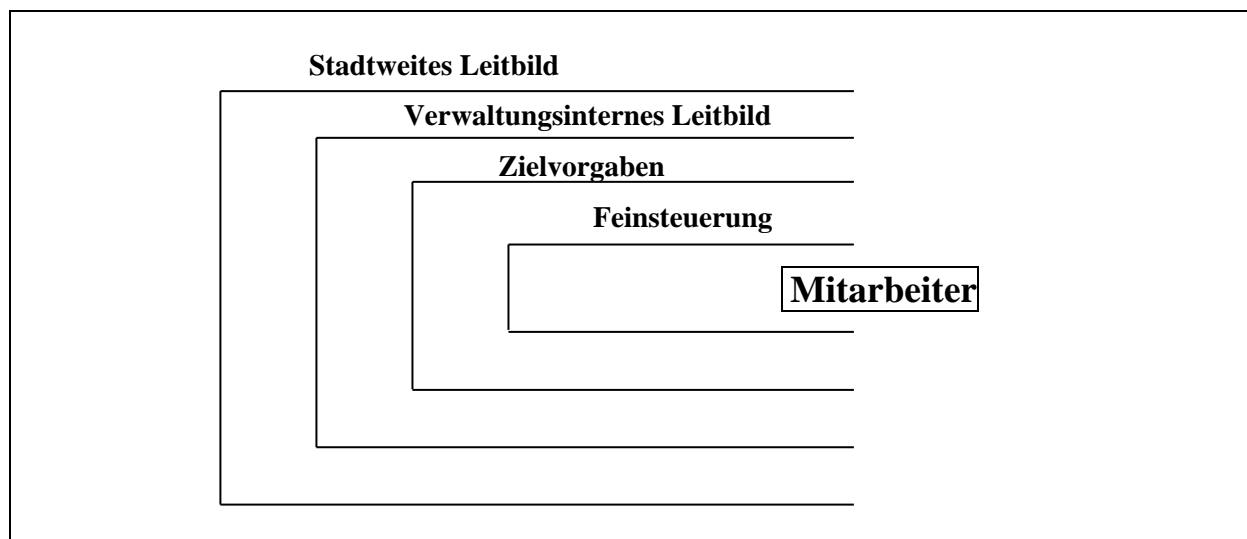 Stadtweites Leitbild
Verwaltungsinternes Leitbild
Zielvorgaben
Feinsteuerung
Mitarbeiter